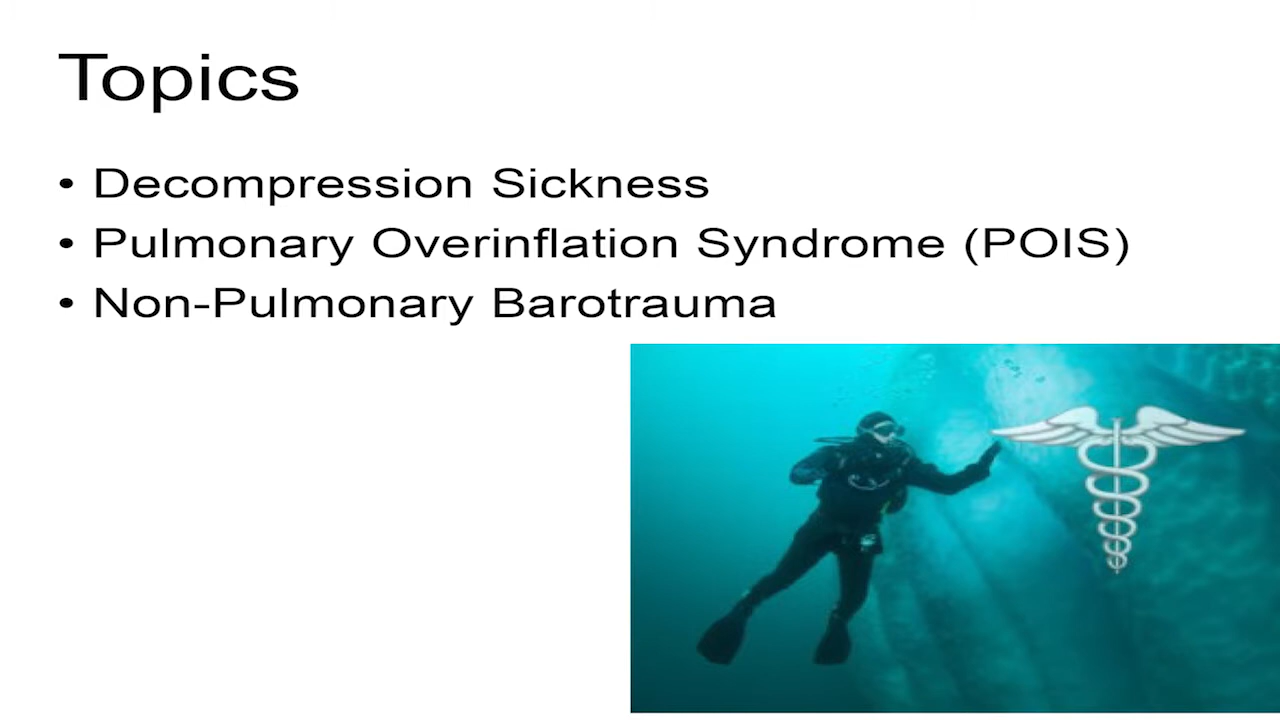 Topics
• Decompression Sickness
• Pulmonary Overinflation Syndrome (POIS)
• Non-Pulmonary Barotrauma